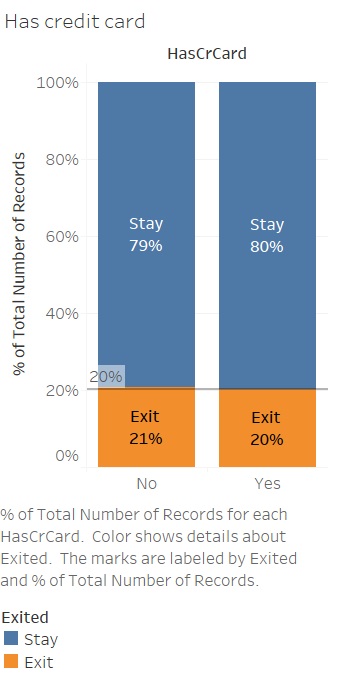 Has credit card
HasCrCard
100%
80%
60%
40%
20%
0%
% of Total Number of Records
Stay
79%
Stay
80%
20%
Exit
21%
Exit
20%
No
Yes
% of Total Number of Records for each
HasCrCard.  Color shows details about
Exited.  The marks are labeled by Exited
and % of Total Number of Records.
Exited
Stay
Exit